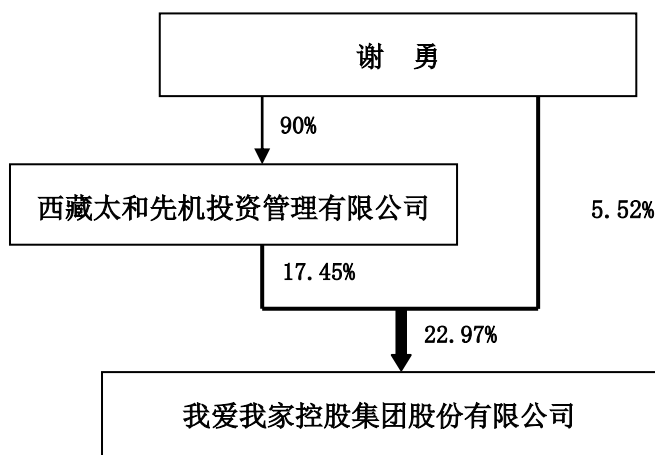 谢 勇
90%
西藏太和先机投资管理有限公司
5.52%
17.45%
22.97%
我爱我家控股集团股份有限公司